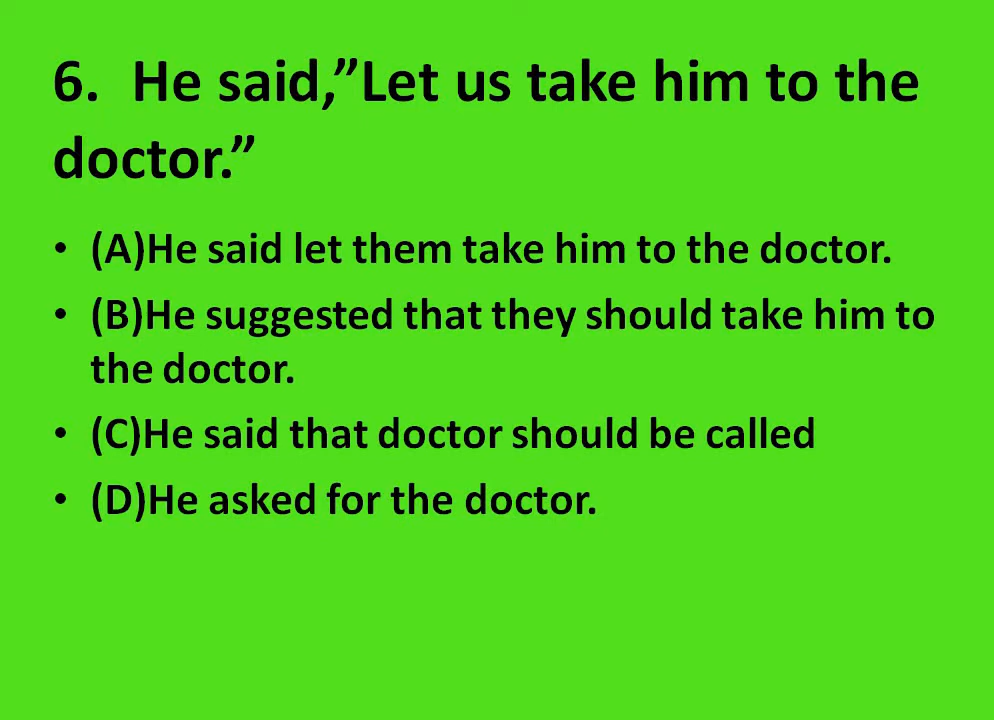 6.  He said,”Let us take him to the
doctor.”
• (A)He said let them take him to the doctor.
• (B)He suggested that they should take him to
the doctor.
• (C)He said that doctor should be called
• (D)He asked for the doctor.